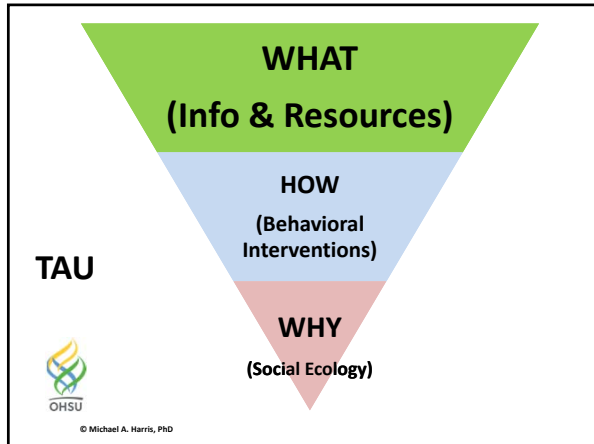 WHAT
(Info & Resources)
HOW
(Behavioral
Interventions)
TAU
WHY
(Social Ecology)
OHSU
© Michael A. Harris, PhD